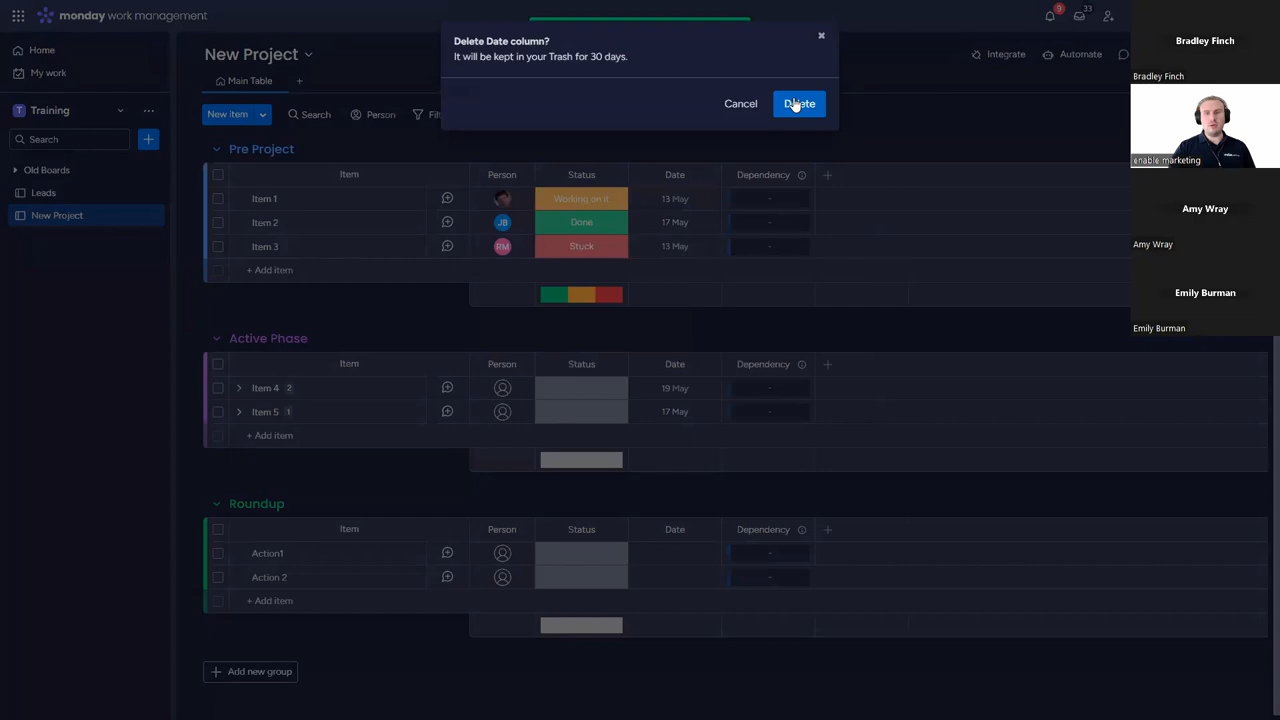 monday work management
9
33
Home
My work
Training
Search
Old Boards
Leads
New Project
New Project
Main Table
New item
Search
Person
Integrate
Automate
Delete Date column?
It will be kept in your Trash for 30 days.
Cancel
Delete
Pre Project
Item Person Status Date Dependency
Item 1 Working on it 13 May -
Item 2 JB Done 17 May -
Item 3 RM Stuck 13 May -
+ Add item
Active Phase
Item Person Status Date Dependency
Item 4 2 19 May -
Item 5 1 17 May -
+ Add item
Roundup
Item Person Status Date Dependency
Action1 -
Action 2 -
+ Add item
Add new group
Bradley Finch
Bradley Finch
enable marketing
Amy Wray
Amy Wray
Emily Burman
Emily Burman